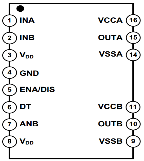 1 INA VCCA 16
2 INB OUTA 15
3 VDD VSSA 14
4 GND
5 ENA/DIS
6 DT VCCB 11
7 ANB OUTB 10
8 VDD VSSB 9